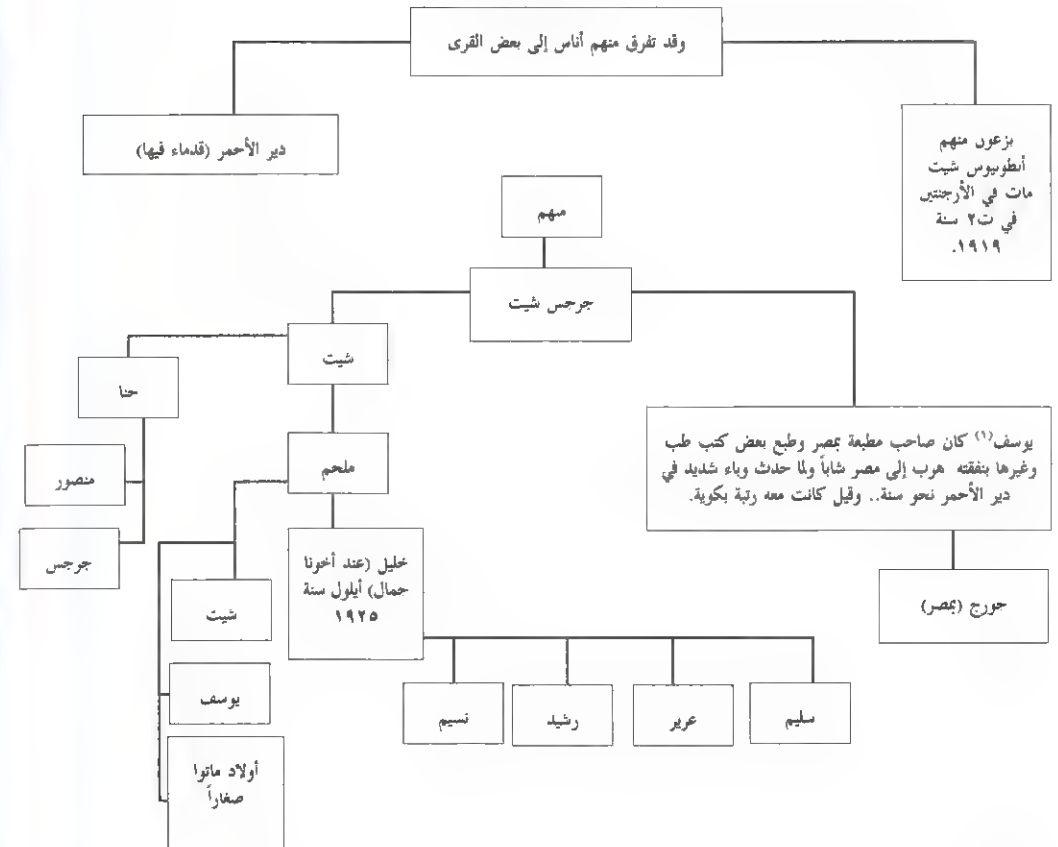 وقد تفرق منهم أناس إلى بعض القرى
دير الأحمر (قدماء فيها)
بزعون منهم
أنطونيوس شيت
مات في الأرجنتين
في ت٢ سنة
١٩١٩.
منهم
جرجس شيت
شيت
حنا
ملحم
منصور
جرجس
يوسف(١) كان صاحب مطبعة بمصر وطبع بعض كتب طب
وغيرها بنفقته هرب إلى مصر شاباً ولما حدث وباء شديد في
دير الأحمر نحو سنة.. وقيل كانت معه رتبة بكوية.
خليل (عند أخونا
جمال) أيلول سنة
١٩٢٥
جورج (بمصر)
شيت
يوسف
أولاد ماتوا
صغاراً
سليم
عرير
رشيد
نسيم